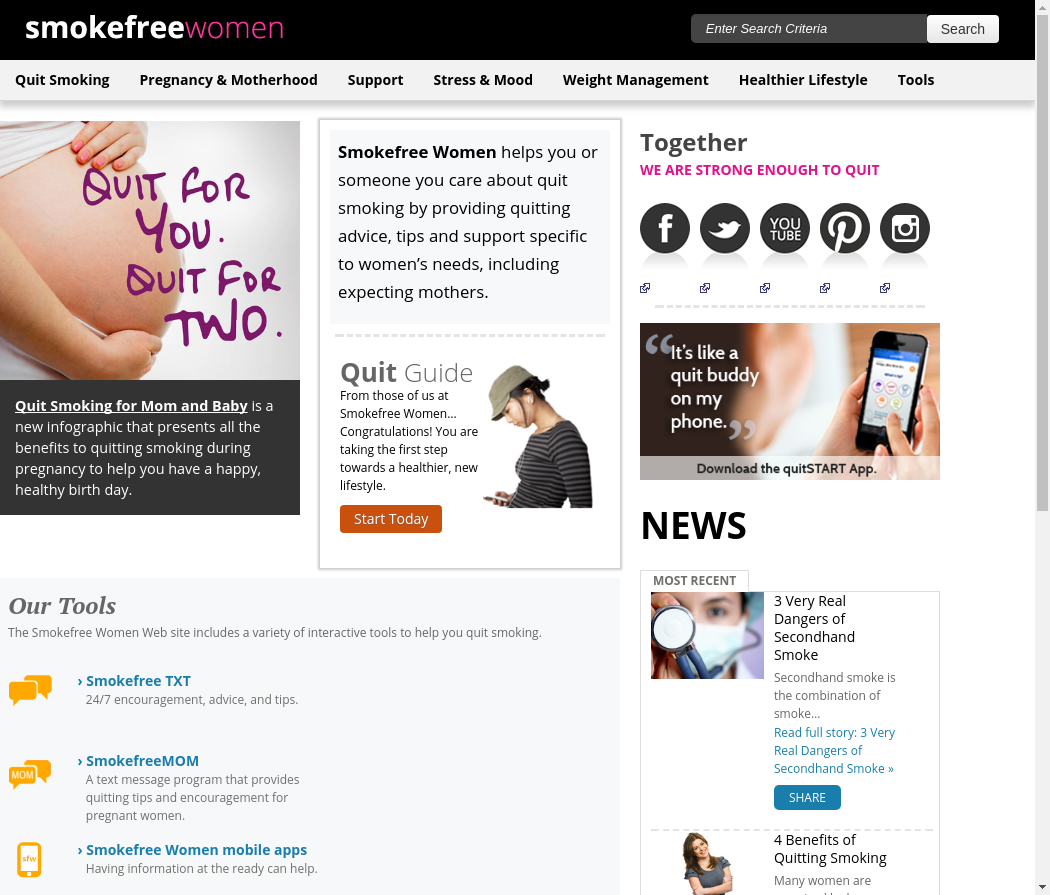 smokefreewomen
Enter Search Criteria
Search
Quit Smoking
Pregnancy & Motherhood
Support
Stress & Mood
Weight Management
Healthier Lifestyle
Tools
QUIT FOR
YOU.
QUIT FOR
TWO.
Quit Smoking for Mom and Baby is a
new infographic that presents all the
benefits to quitting smoking during
pregnancy to help you have a happy,
healthy birth day.
Smokefree Women helps you or
someone you care about quit
smoking by providing quitting
advice, tips and support specific
to women’s needs, including
expecting mothers.
Quit Guide
From those of us at
Smokefree Women...
Congratulations! You are
taking the first step
towards a healthier, new
lifestyle.
Start Today
Together
WE ARE STRONG ENOUGH TO QUIT
YOU
TUBE
“It’s like a
quit buddy
on my
phone.”
Download the quitSTART App.
NEWS
MOST RECENT
3 Very Real
Dangers of
Secondhand
Smoke
Secondhand smoke is
the combination of
smoke...
Read full story: 3 Very
Real Dangers of
Secondhand Smoke »
SHARE
4 Benefits of
Quitting Smoking
Many women are
Our Tools
The Smokefree Women Web site includes a variety of interactive tools to help you quit smoking.
› Smokefree TXT
24/7 encouragement, advice, and tips.
MOM
› SmokefreeMOM
A text message program that provides
quitting tips and encouragement for
pregnant women.
sfw
› Smokefree Women mobile apps
Having information at the ready can help.